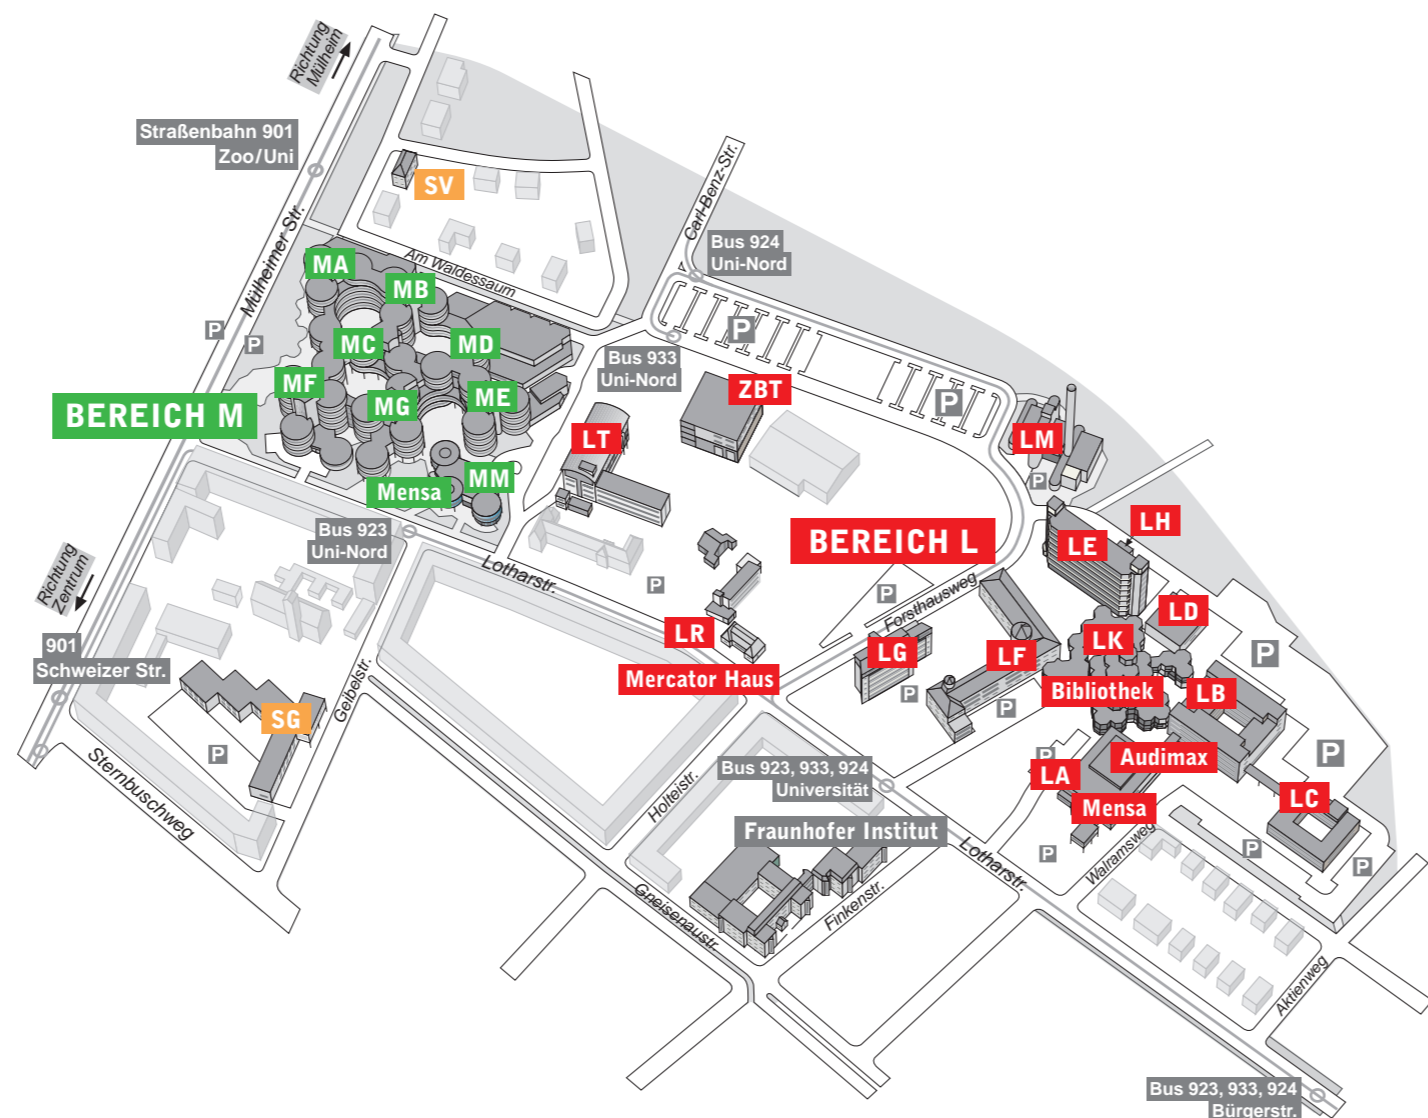 Richtung
Mülheim
Straßenbahn 901
Zoo/Uni
SV
Mülheimer Str.
Am Waldessaum
Carl-Benz-Str.
Bus 924
Uni-Nord
MA
MB
P
P
MC
MD
Bus 933
Uni-Nord
P
MF
MG
ME
ZBT
P
BEREICH M
LT
LM
P
Mensa
MM
Bus 923
Uni-Nord
Lotharstr.
BEREICH L
LH
LE
Richtung
Zentrum
P
P
Forsthausweg
LD
901
Schweizer Str.
LR
Mercator Haus
LG
LF
LK
P
Geibelstr.
SG
P
P
P
Bibliothek
LB
P
Sternbuschweg
Holteistr.
Bus 923, 933, 924
Universität
P
LA
Audimax
Mensa
LC
Fraunhofer Institut
Lotharstr.
P
Walramsweg
P
P
Gneisenaustr.
Finkenstr.
Aktienweg
Bus 923, 933, 924
Bürgerstr.